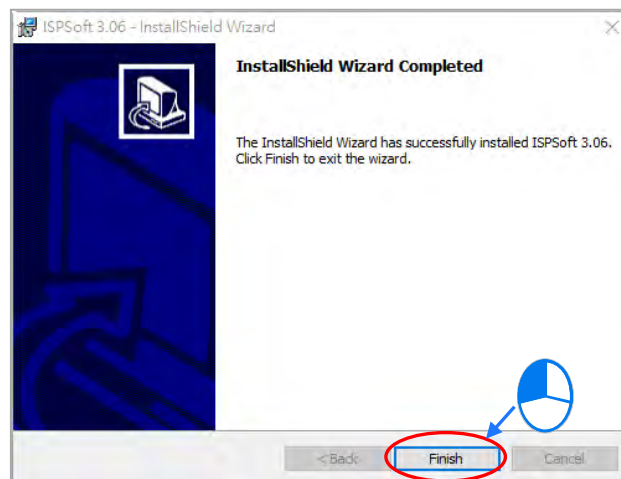 ISPSoft 3.06 - InstallShield Wizard
InstallShield Wizard Completed
The InstallShield Wizard has successfully installed ISPSoft 3.06.
Click Finish to exit the wizard.
< Back
Finish
Cancel